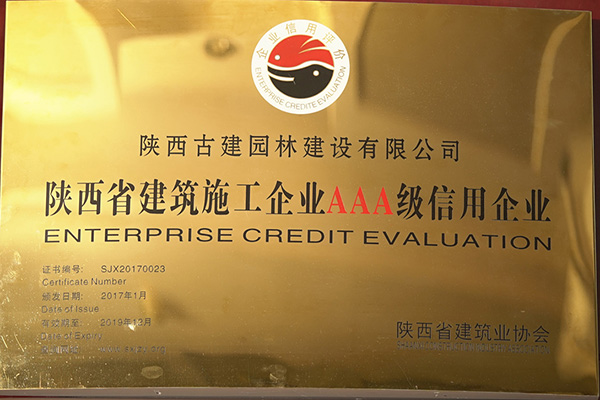 企业信用评价
ENTERPRISE CREDITE EVALUATION
陕西古建园林建设有限公司
陕西省建筑施工企业AAA级信用企业
ENTERPRISE CREDIT EVALUATION
证书编号: SJX20170023
Certificate Number
颁发日期: 2017年1月
Date of Issue
有效期至: 2019年12月
Date of Expiry
陕西省建筑业协会